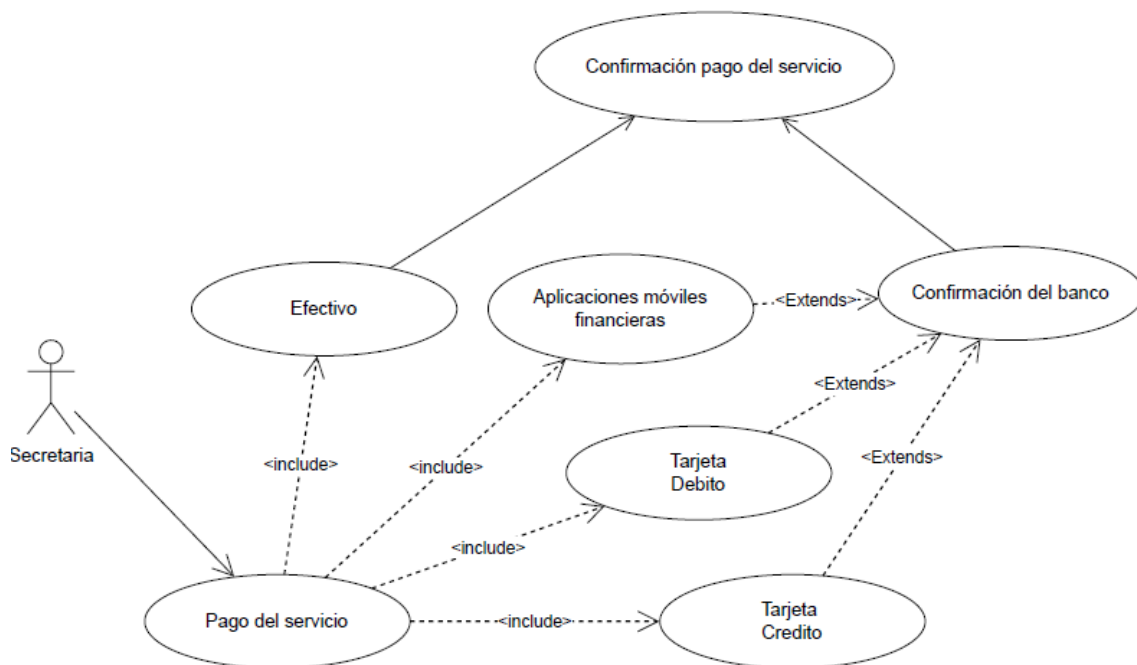 Confirmación pago del servicio
Efectivo
Aplicaciones móviles
financieras
<Extends>
Confirmación del banco
<Extends>
Secretaria
<include>
<include>
Tarjeta
Debito
<Extends>
<include>
Pago del servicio
<include>
Tarjeta
Credito